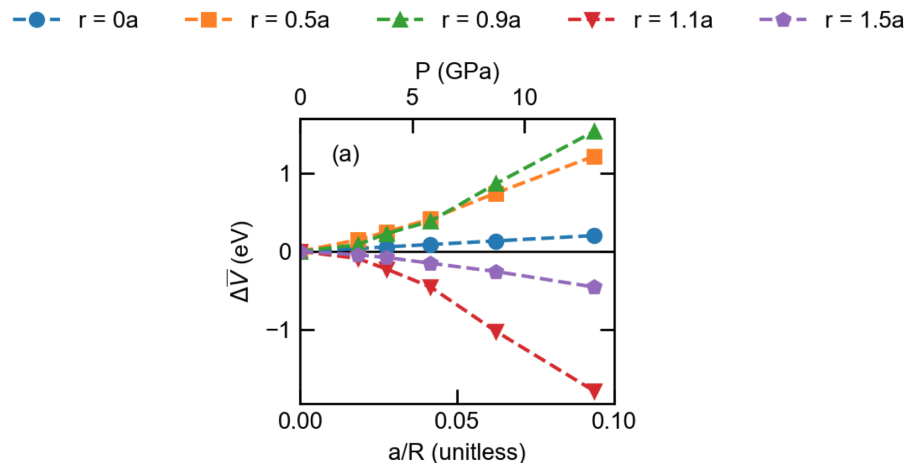 r = 0a r = 0.5a r = 0.9a r = 1.1a r = 1.5a
P (GPa)
0 5 10
(a)
1
0
−1
ΔV̅ (eV)
0.00 0.05 0.10
a/R (unitless)